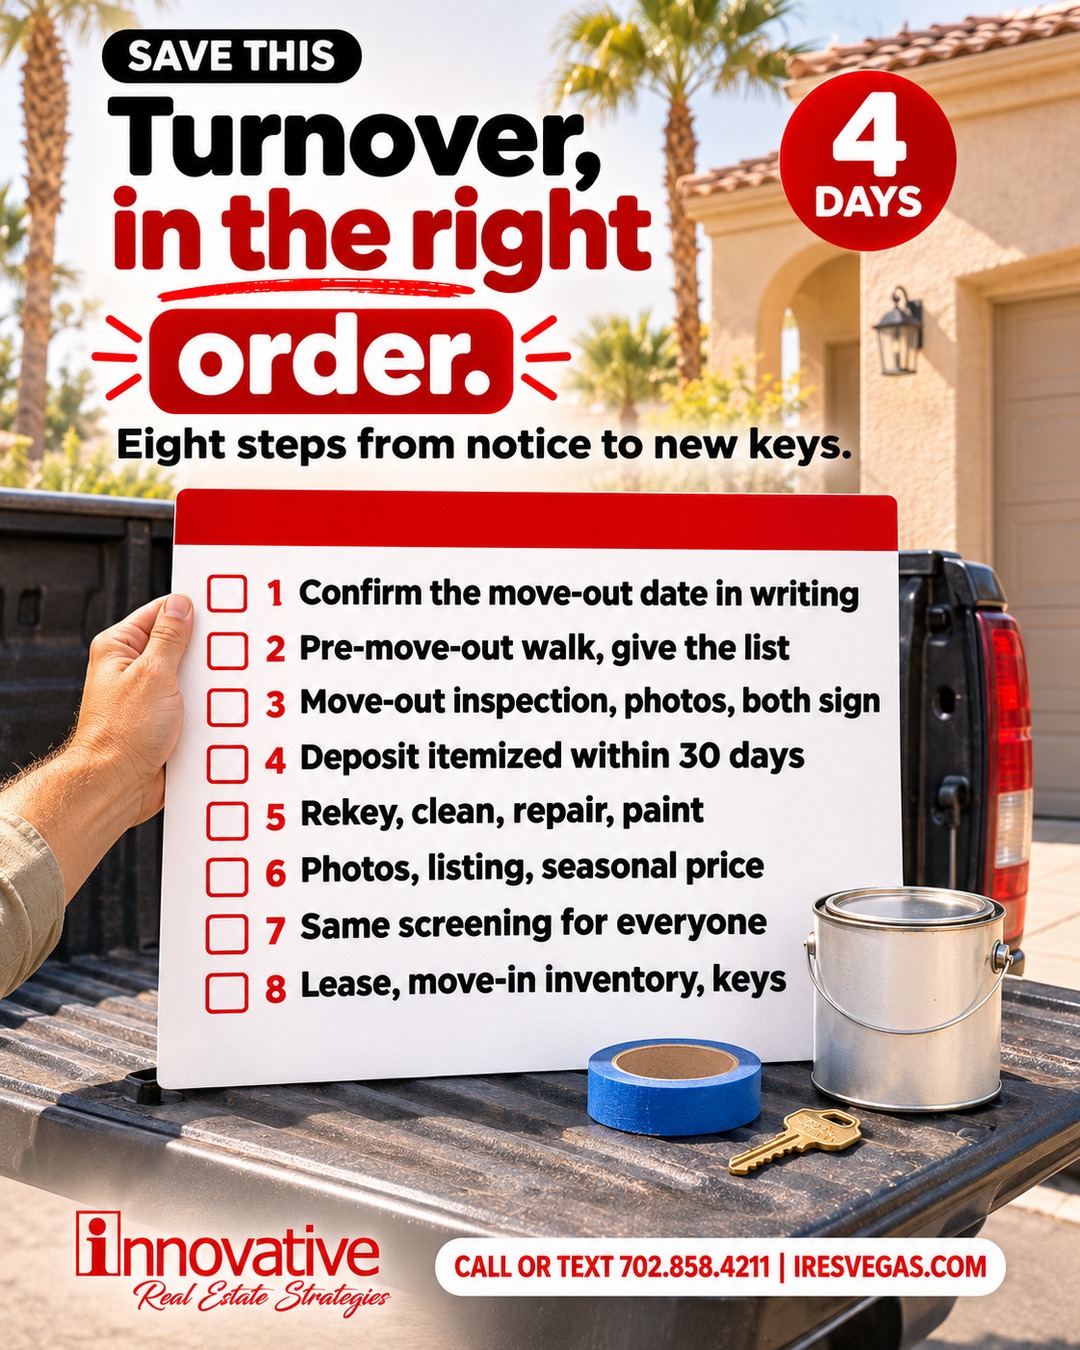 SAVE THIS
Turnover,
in the right
order.
4
DAYS
Eight steps from notice to new keys.
1 Confirm the move-out date in writing
2 Pre-move-out walk, give the list
3 Move-out inspection, photos, both sign
4 Deposit itemized within 30 days
5 Rekey, clean, repair, paint
6 Photos, listing, seasonal price
7 Same screening for everyone
8 Lease, move-in inventory, keys
innovative
Real Estate Strategies
CALL OR TEXT 702.858.4211 | IRESVEGAS.COM